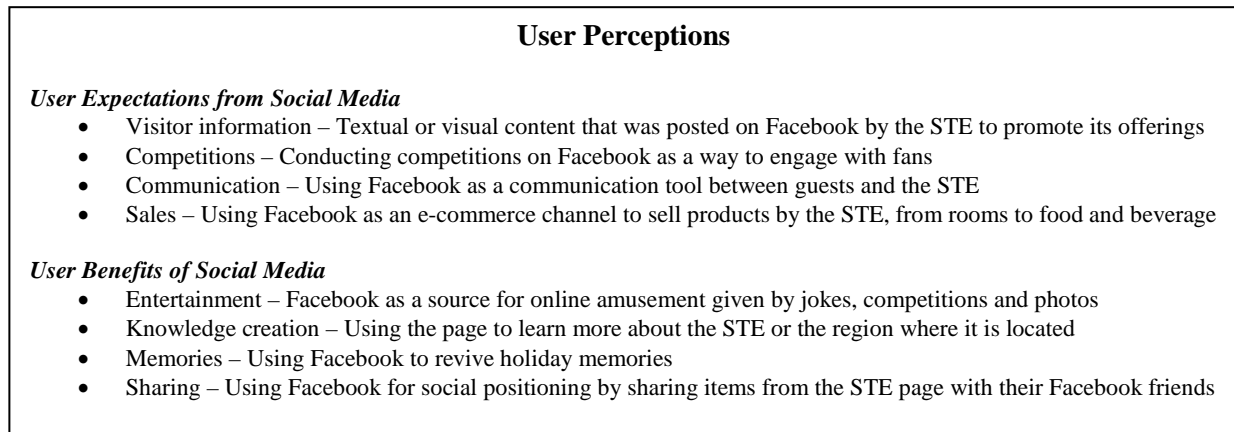 User Perceptions
User Expectations from Social Media
• Visitor information – Textual or visual content that was posted on Facebook by the STE to promote its offerings
• Competitions – Conducting competitions on Facebook as a way to engage with fans
• Communication – Using Facebook as a communication tool between guests and the STE
• Sales – Using Facebook as an e-commerce channel to sell products by the STE, from rooms to food and beverage
User Benefits of Social Media
• Entertainment – Facebook as a source for online amusement given by jokes, competitions and photos
• Knowledge creation – Using the page to learn more about the STE or the region where it is located
• Memories – Using Facebook to revive holiday memories
• Sharing – Using Facebook for social positioning by sharing items from the STE page with their Facebook friends